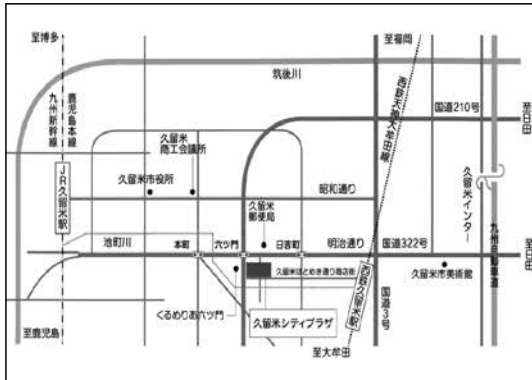 至博多
至福岡
筑後川
鹿児島本線
九州新幹線
西鉄天神大牟田線
国道210号
至日田
久留米
商工会議所
久留米市役所
JR久留米駅
昭和通り
久留米
郵便局
久留米インター
九州自動車道
池町川
本町
六ツ門
日吉町
明治通り
国道322号
至日田
久留米ほとめき通り商店街
西鉄久留米駅
久留米市美術館
くるめりあ六ツ門
国道3号
久留米シティプラザ
至鹿児島
至大牟田